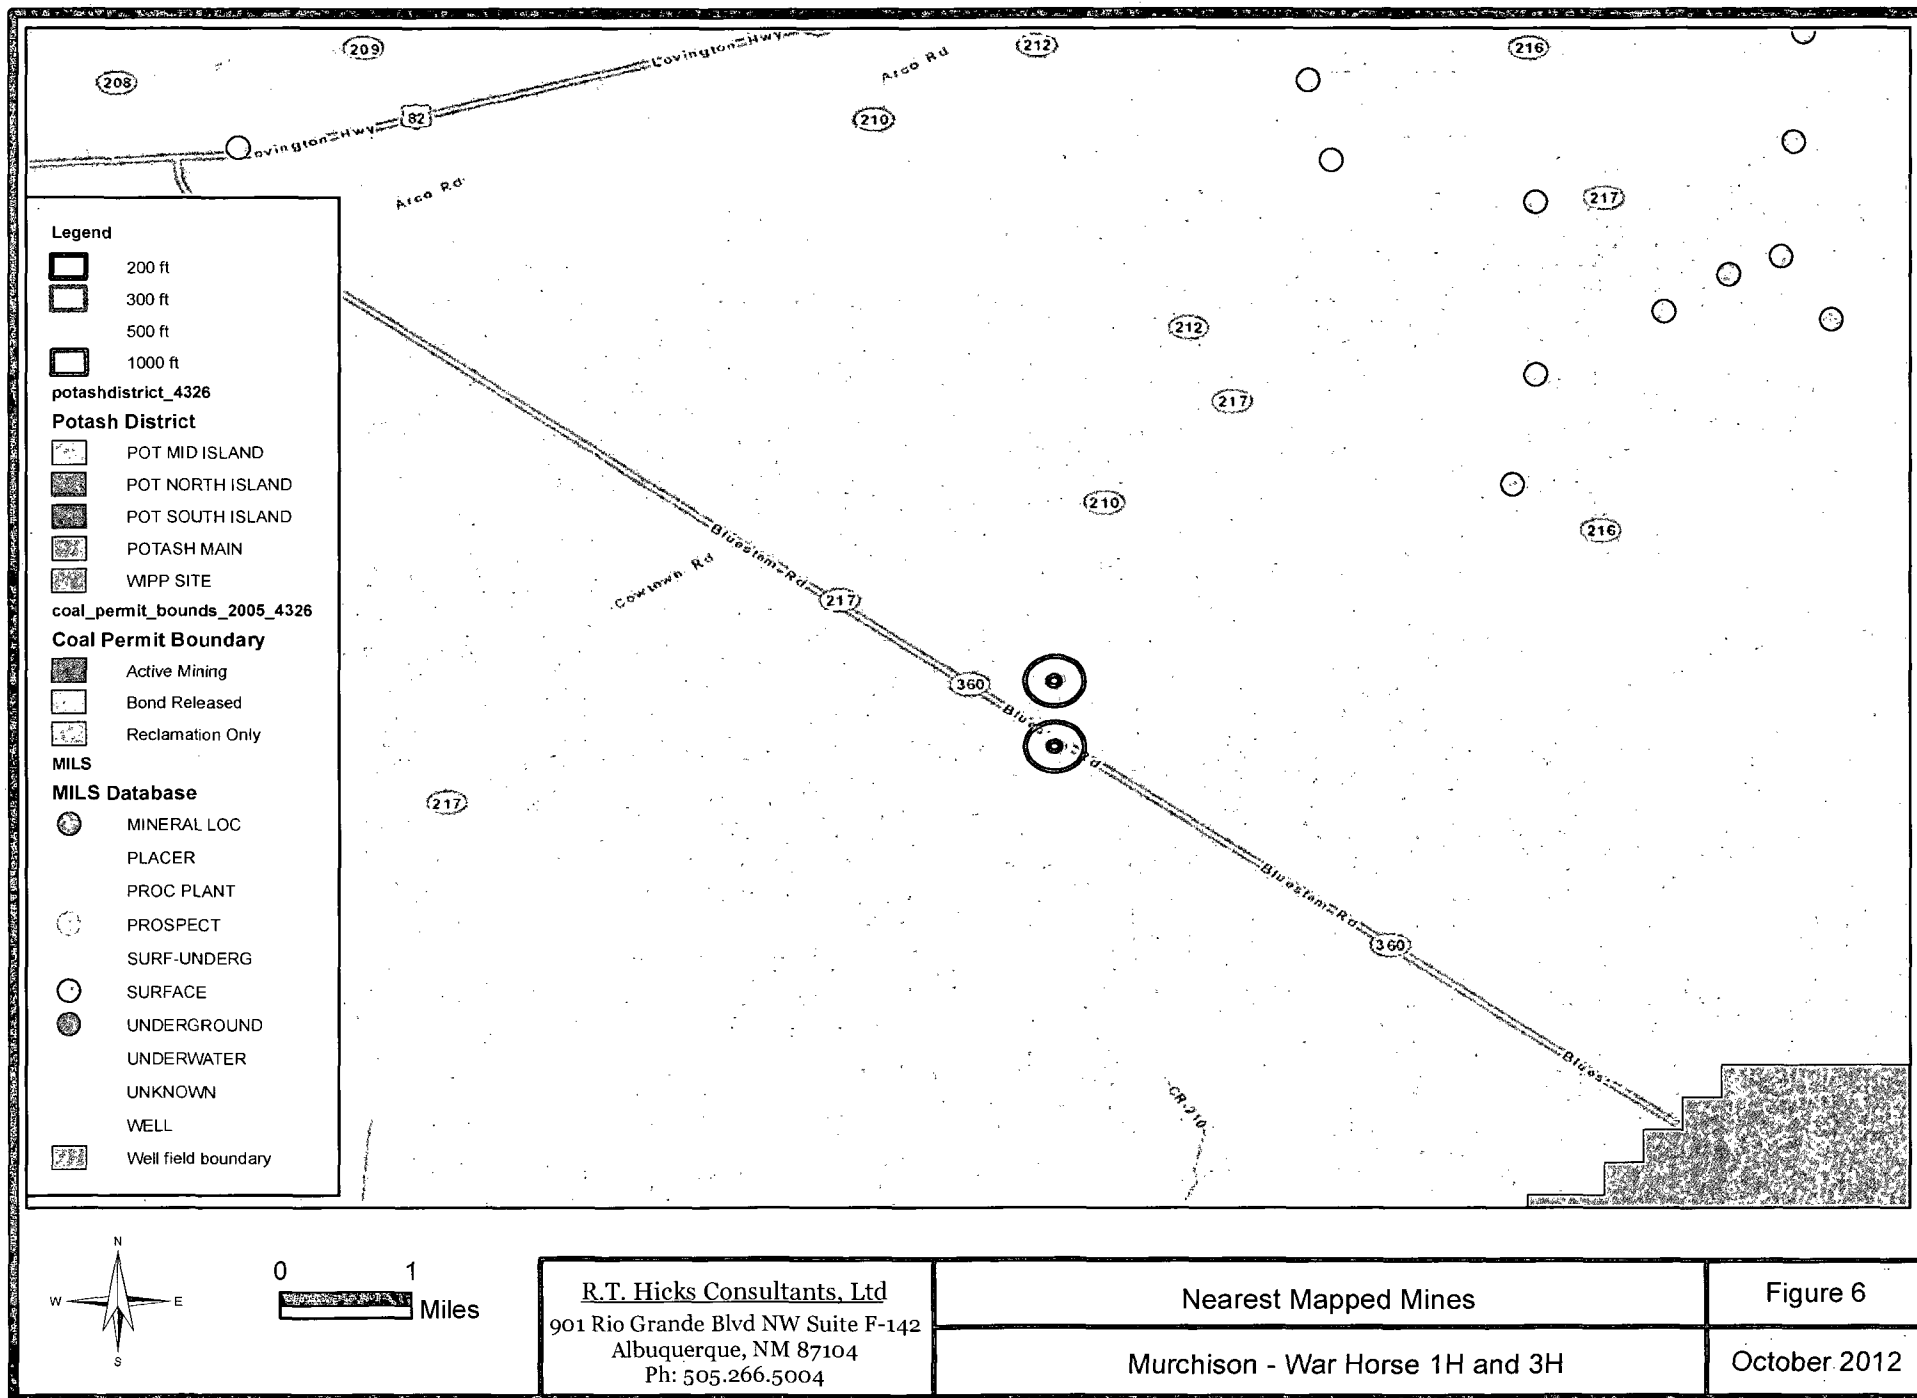 209
Lovington Hwy
212
216
Arco Rd
208
82
210
Lovington Hwy
Arco Rd
217
Legend
200 ft
300 ft
500 ft
1000 ft
potashdistrict_4326
Potash District
POT MID ISLAND
POT NORTH ISLAND
POT SOUTH ISLAND
POTASH MAIN
WIPP SITE
coal_permit_bounds_2005_4326
Coal Permit Boundary
Active Mining
Bond Released
Reclamation Only
MILS
MILS Database
MINERAL LOC
PLACER
PROC PLANT
PROSPECT
SURF-UNDERG
SURFACE
UNDERGROUND
UNDERWATER
UNKNOWN
WELL
Well field boundary
212
217
210
216
Bluestem Rd
Cowtown Rd
217
360
Rd
217
Bluestem Rd
360
Blues
CR-210
N
W
E
S
0 1
Miles
R.T. Hicks Consultants, Ltd
901 Rio Grande Blvd NW Suite F-142
Albuquerque, NM 87104
Ph: 505.266.5004
Nearest Mapped Mines
Murchison - War Horse 1H and 3H
Figure 6
October 2012